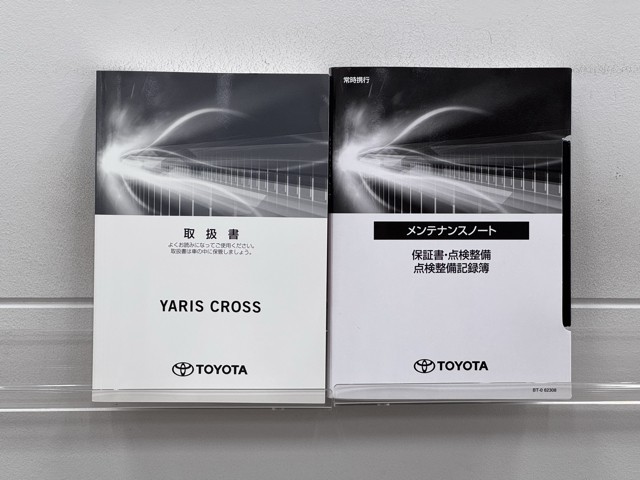 取扱書
よくお読みになってご使用ください。
取扱書は車の中に保管しましょう。
YARIS CROSS
TOYOTA
常時携行
メンテナンスノート
保証書・点検整備
点検整備記録簿
TOYOTA